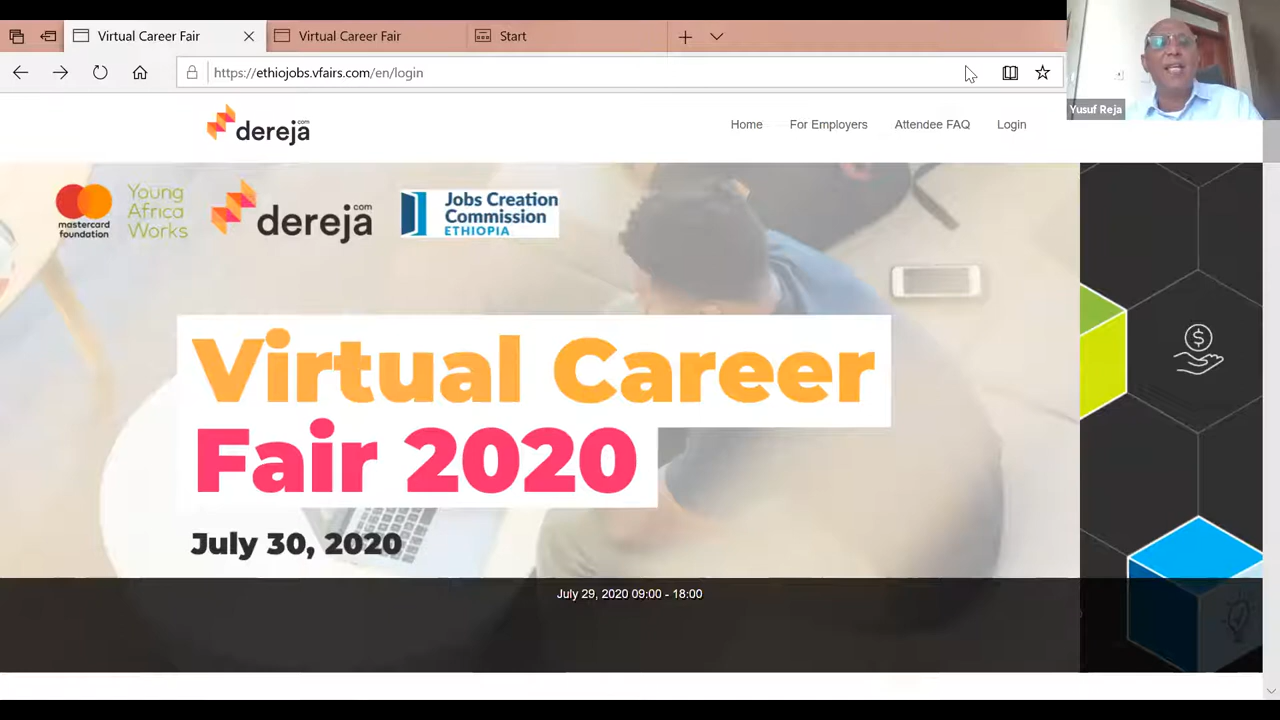 Virtual Career Fair
Virtual Career Fair
Start
https://ethiojobs.vfairs.com/en/login
Yusuf Reja
dereja.com
Home
For Employers
Attendee FAQ
Login
mastercard
foundation
Young
Africa
Works
dereja.com
Jobs Creation
Commission
ETHIOPIA
$
Virtual Career
Fair 2020
July 30, 2020
July 29, 2020 09:00 - 18:00